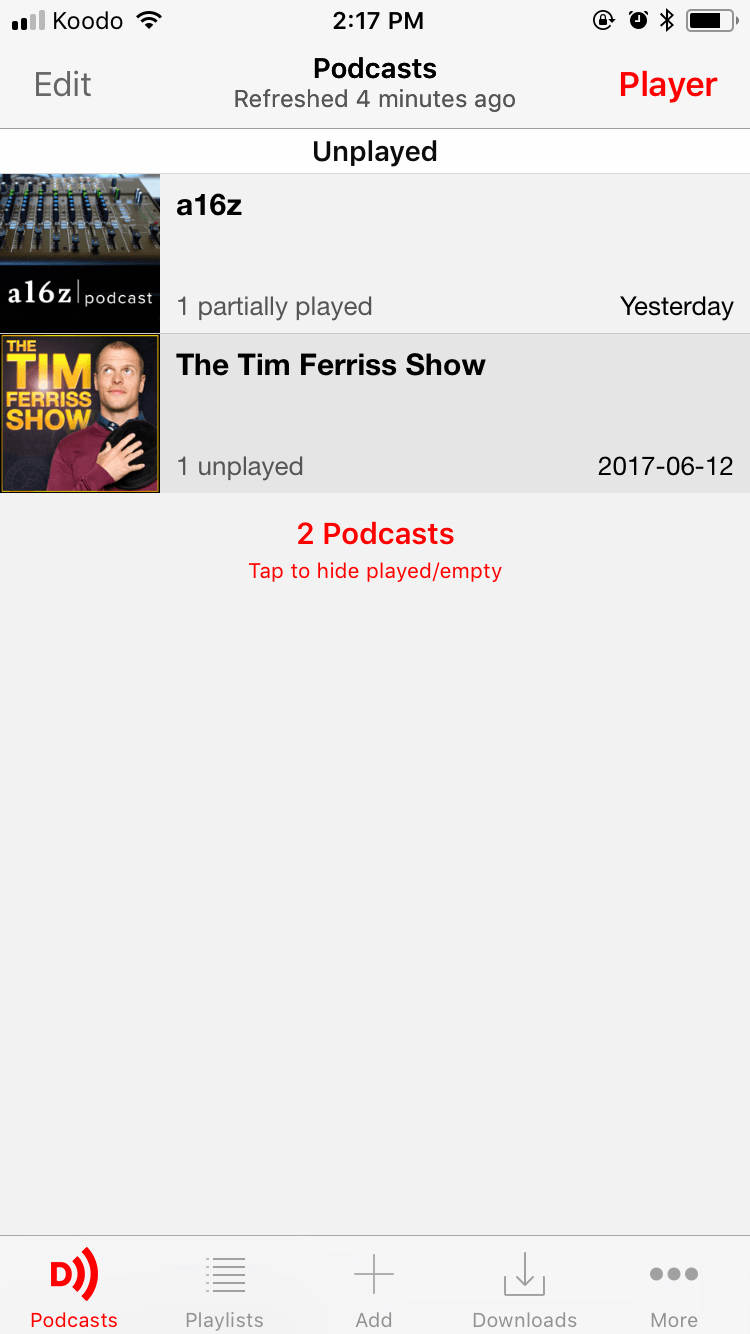 Koodo 2:17 PM
Edit
Podcasts
Refreshed 4 minutes ago
Player
Unplayed
a16z podcast
a16z
1 partially played
Yesterday
THE
TIM
FERRISS
SHOW
The Tim Ferriss Show
1 unplayed
2017-06-12
2 Podcasts
Tap to hide played/empty
D
Podcasts
Playlists
Add
Downloads
More